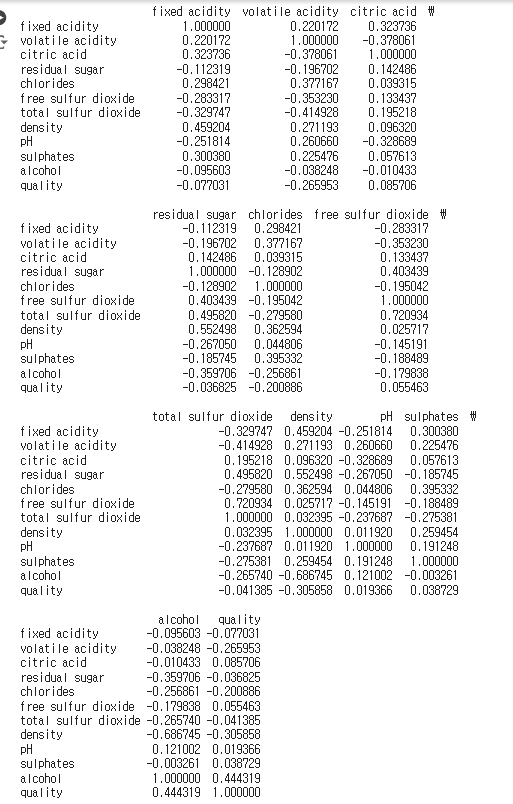 fixed acidity volatile acidity citric acid ₩
fixed acidity 1.000000 0.220172 0.323736
volatile acidity 0.220172 1.000000 -0.378061
citric acid 0.323736 -0.378061 1.000000
residual sugar -0.112319 -0.196702 0.142486
chlorides 0.298421 0.377167 0.039315
free sulfur dioxide -0.283317 -0.353230 0.133437
total sulfur dioxide -0.329747 -0.414928 0.195218
density 0.459204 0.271193 0.096320
pH -0.251814 0.260660 -0.328689
sulphates 0.300380 0.225476 0.057613
alcohol -0.095603 -0.038248 -0.010433
quality -0.077031 -0.265953 0.085706
residual sugar chlorides free sulfur dioxide ₩
fixed acidity -0.112319 0.298421 -0.283317
volatile acidity -0.196702 0.377167 -0.353230
citric acid 0.142486 0.039315 0.133437
residual sugar 1.000000 -0.128902 0.403439
chlorides -0.128902 1.000000 -0.195042
free sulfur dioxide 0.403439 -0.195042 1.000000
total sulfur dioxide 0.495820 -0.279580 0.720934
density 0.552498 0.362594 0.025717
pH -0.267050 0.044806 -0.145191
sulphates -0.185745 0.395332 -0.188489
alcohol -0.359706 -0.256861 -0.179838
quality -0.036825 -0.200886 0.055463
total sulfur dioxide density pH sulphates ₩
fixed acidity -0.329747 0.459204 -0.251814 0.300380
volatile acidity -0.414928 0.271193 0.260660 0.225476
citric acid 0.195218 0.096320 -0.328689 0.057613
residual sugar 0.495820 0.552498 -0.267050 -0.185745
chlorides -0.279580 0.362594 0.044806 0.395332
free sulfur dioxide 0.720934 0.025717 -0.145191 -0.188489
total sulfur dioxide 1.000000 0.032395 -0.237687 -0.275381
density 0.032395 1.000000 0.011920 0.259454
pH -0.237687 0.011920 1.000000 0.191248
sulphates -0.275381 0.259454 0.191248 1.000000
alcohol -0.265740 -0.686745 0.121002 -0.003261
quality -0.041385 -0.305858 0.019366 0.038729
alcohol quality
fixed acidity -0.095603 -0.077031
volatile acidity -0.038248 -0.265953
citric acid -0.010433 0.085706
residual sugar -0.359706 -0.036825
chlorides -0.256861 -0.200886
free sulfur dioxide -0.179838 0.055463
total sulfur dioxide -0.265740 -0.041385
density -0.686745 -0.305858
pH 0.121002 0.019366
sulphates -0.003261 0.038729
alcohol 1.000000 0.444319
quality 0.444319 1.000000